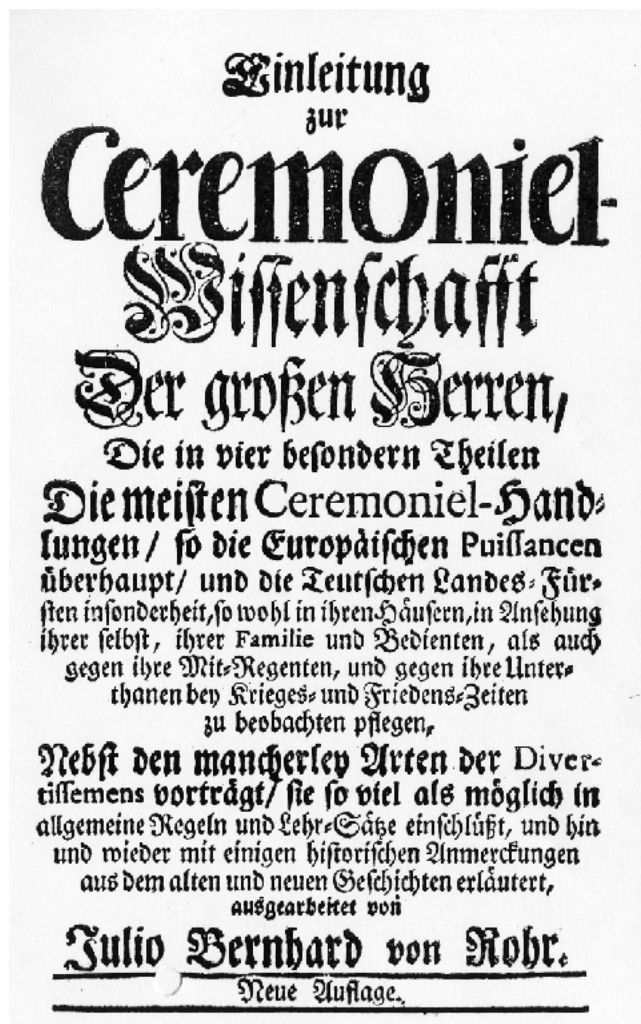 Einleitung
zur
Ceremoniel-
Wissenschafft
Der großen Herren,
Die in vier besondern Theilen
Die meisten Ceremoniel-Hand-
lungen/ so die Europäischen Puissancen
überhaupt/ und die Teutschen Landes-Für-
sten insonderheit, so wohl in ihren Häusern, in Ansehung
ihrer selbst, ihrer Familie und Bedienten, als auch
gegen ihre Mit-Regenten, und gegen ihre Unter-
thanen bey Krieges- und Friedens-Zeiten
zu beobachten pflegen,
Nebst den mancherley Arten der Diver-
tissemens vorträgt/ sie so viel als möglich in
allgemeine Regeln und Lehr-Sätze einschlüßt, und hin
und wieder mit einigen historischen Anmerckungen
aus dem alten und neuen Geschichten erläutert,
ausgearbeitet von
Julio Bernhard von Rohr.
Neue Auflage.